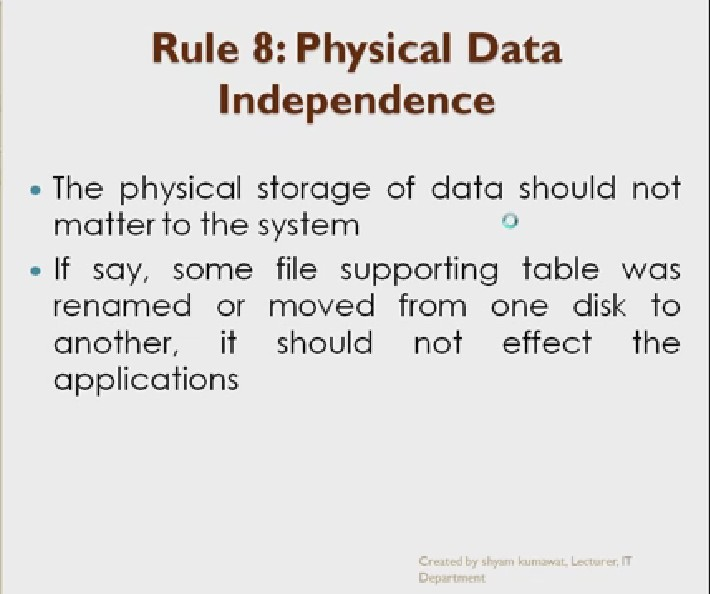 Rule 8: Physical Data
Independence
• The physical storage of data should not
matter to the system
• If say, some file supporting table was
renamed or moved from one disk to
another, it should not effect the
applications
Created by shyam kumawat, Lecturer, IT
Department